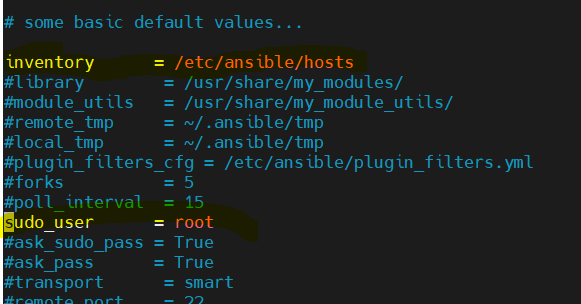 # some basic default values...
inventory = /etc/ansible/hosts
#library = /usr/share/my_modules/
#module_utils = /usr/share/my_module_utils/
#remote_tmp = ~/.ansible/tmp
#local_tmp = ~/.ansible/tmp
#plugin_filters_cfg = /etc/ansible/plugin_filters.yml
#forks = 5
#poll_interval = 15
sudo_user = root
#ask_sudo_pass = True
#ask_pass = True
#transport = smart
#remote_port = 22